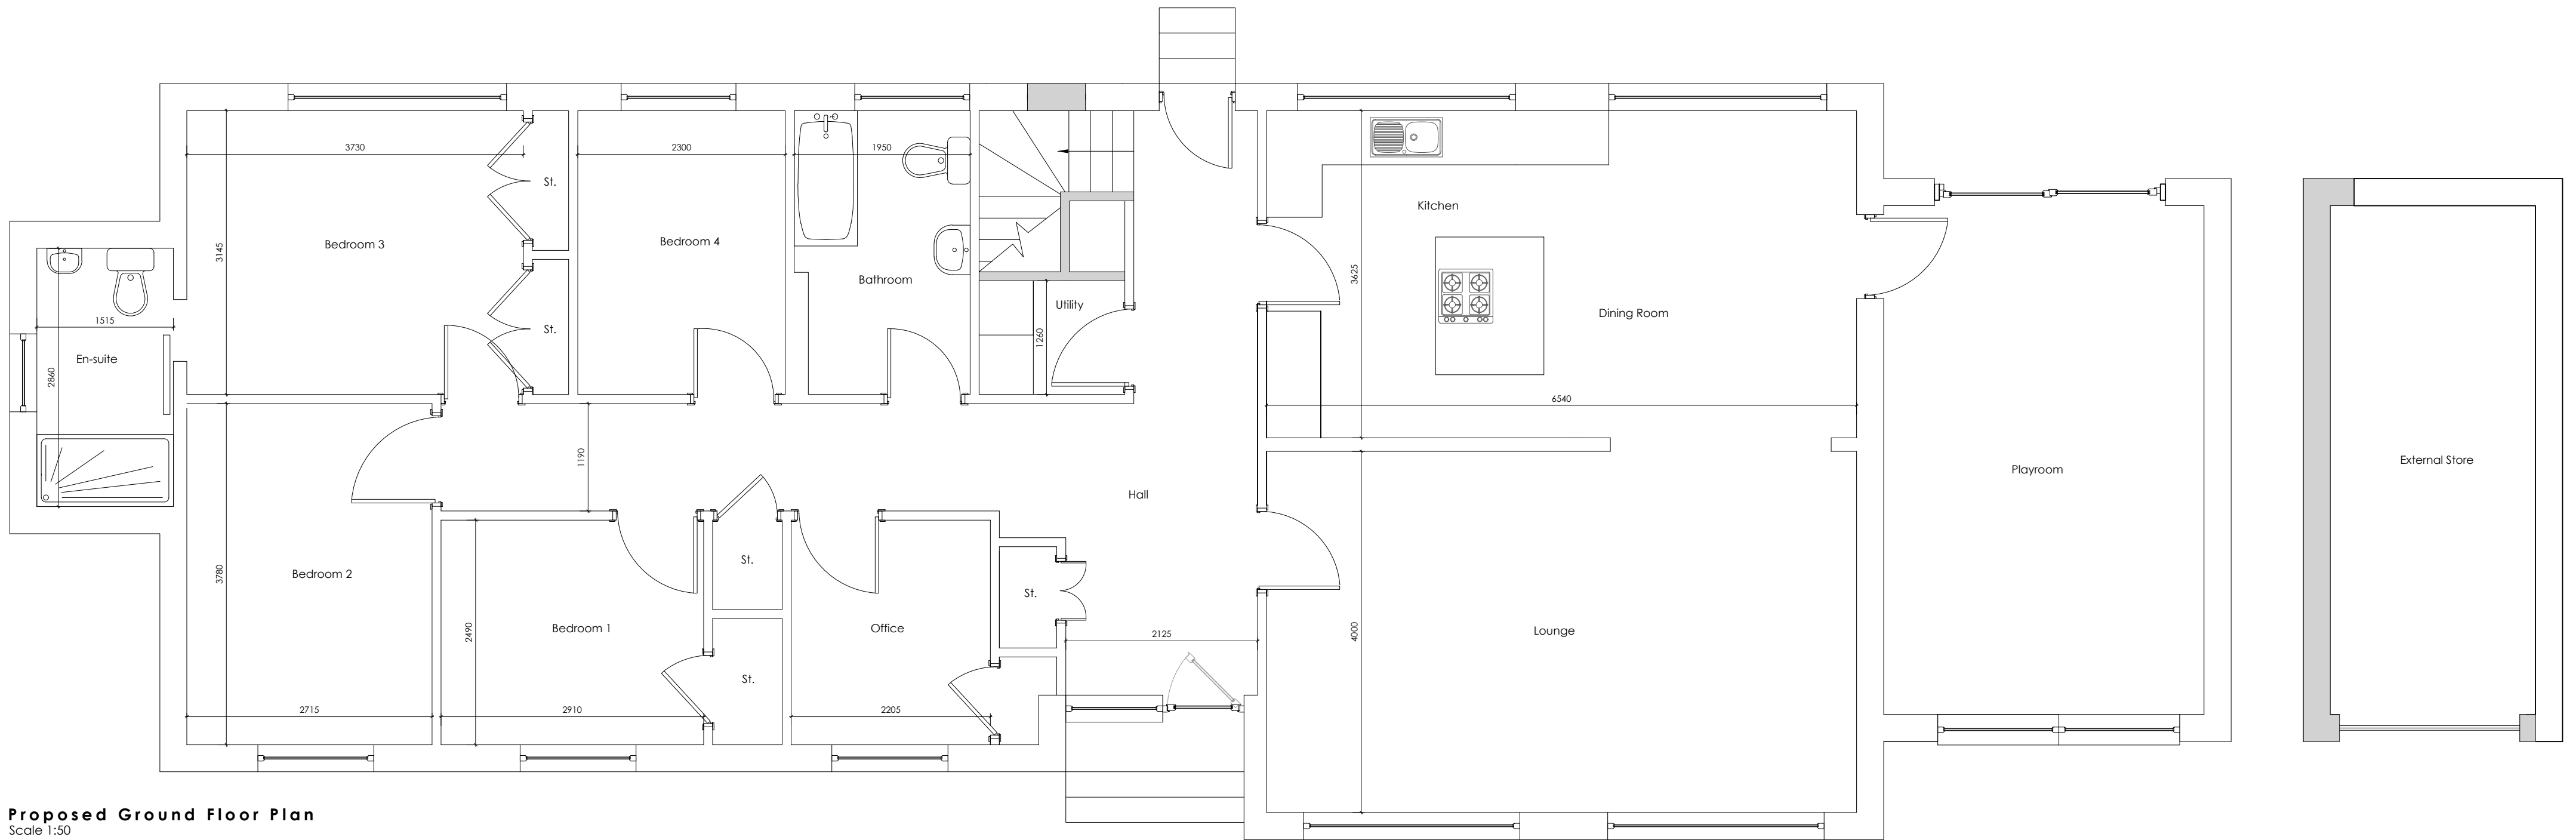 3730
2300
1950
St.
Kitchen
Bedroom 3
Bedroom 4
3145
Bathroom
3625
Utility
Dining Room
1515
St.
1260
En-suite
2860
6540
1190
External Store
Playroom
Hall
St.
Bedroom 2
3780
St.
Bedroom 1
2490
Office
2125
Lounge
4000
St.
2715
2910
2205
Proposed Ground Floor Plan
Scale 1:50